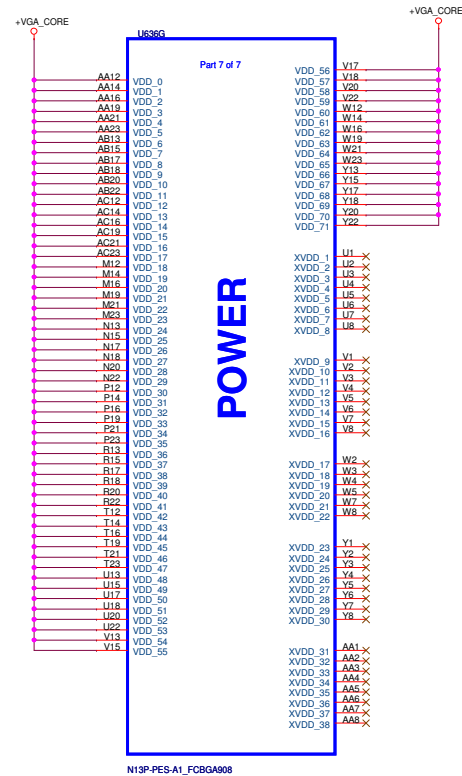 +VGA_CORE
+VGA_CORE
U636G
Part 7 of 7
AA12 VDD_0
AA14 VDD_1
AA16 VDD_2
AA19 VDD_3
AA21 VDD_4
AA23 VDD_5
AB13 VDD_6
AB15 VDD_7
AB17 VDD_8
AB18 VDD_9
AB20 VDD_10
AB22 VDD_11
AC12 VDD_12
AC14 VDD_13
AC16 VDD_14
AC19 VDD_15
AC21 VDD_16
AC23 VDD_17
M12 VDD_18
M14 VDD_19
M16 VDD_20
M19 VDD_21
M21 VDD_22
M23 VDD_23
N13 VDD_24
N15 VDD_25
N17 VDD_26
N18 VDD_27
N20 VDD_28
N22 VDD_29
P12 VDD_30
P14 VDD_31
P16 VDD_32
P19 VDD_33
P21 VDD_34
P23 VDD_35
R13 VDD_36
R15 VDD_37
R17 VDD_38
R18 VDD_39
R20 VDD_40
R22 VDD_41
T12 VDD_42
T14 VDD_43
T16 VDD_44
T19 VDD_45
T21 VDD_46
T23 VDD_47
U13 VDD_48
U15 VDD_49
U17 VDD_50
U18 VDD_51
U20 VDD_52
U22 VDD_53
V13 VDD_54
V15 VDD_55
POWER
VDD_56 V17
VDD_57 V18
VDD_58 V20
VDD_59 V22
VDD_60 W12
VDD_61 W14
VDD_62 W16
VDD_63 W19
VDD_64 W21
VDD_65 W23
VDD_66 Y13
VDD_67 Y15
VDD_68 Y17
VDD_69 Y18
VDD_70 Y20
VDD_71 Y22
XVDD_1 U1
XVDD_2 U2
XVDD_3 U3
XVDD_4 U4
XVDD_5 U5
XVDD_6 U6
XVDD_7 U7
XVDD_8 U8
XVDD_9 V1
XVDD_10 V2
XVDD_11 V3
XVDD_12 V4
XVDD_13 V5
XVDD_14 V6
XVDD_15 V7
XVDD_16 V8
XVDD_17 W2
XVDD_18 W3
XVDD_19 W4
XVDD_20 W5
XVDD_21 W7
XVDD_22 W8
XVDD_23 Y1
XVDD_24 Y2
XVDD_25 Y3
XVDD_26 Y4
XVDD_27 Y5
XVDD_28 Y6
XVDD_29 Y7
XVDD_30 Y8
XVDD_31 AA1
XVDD_32 AA2
XVDD_33 AA3
XVDD_34 AA4
XVDD_35 AA5
XVDD_36 AA6
XVDD_37 AA7
XVDD_38 AA8
N13P-PES-A1_FCBGA908